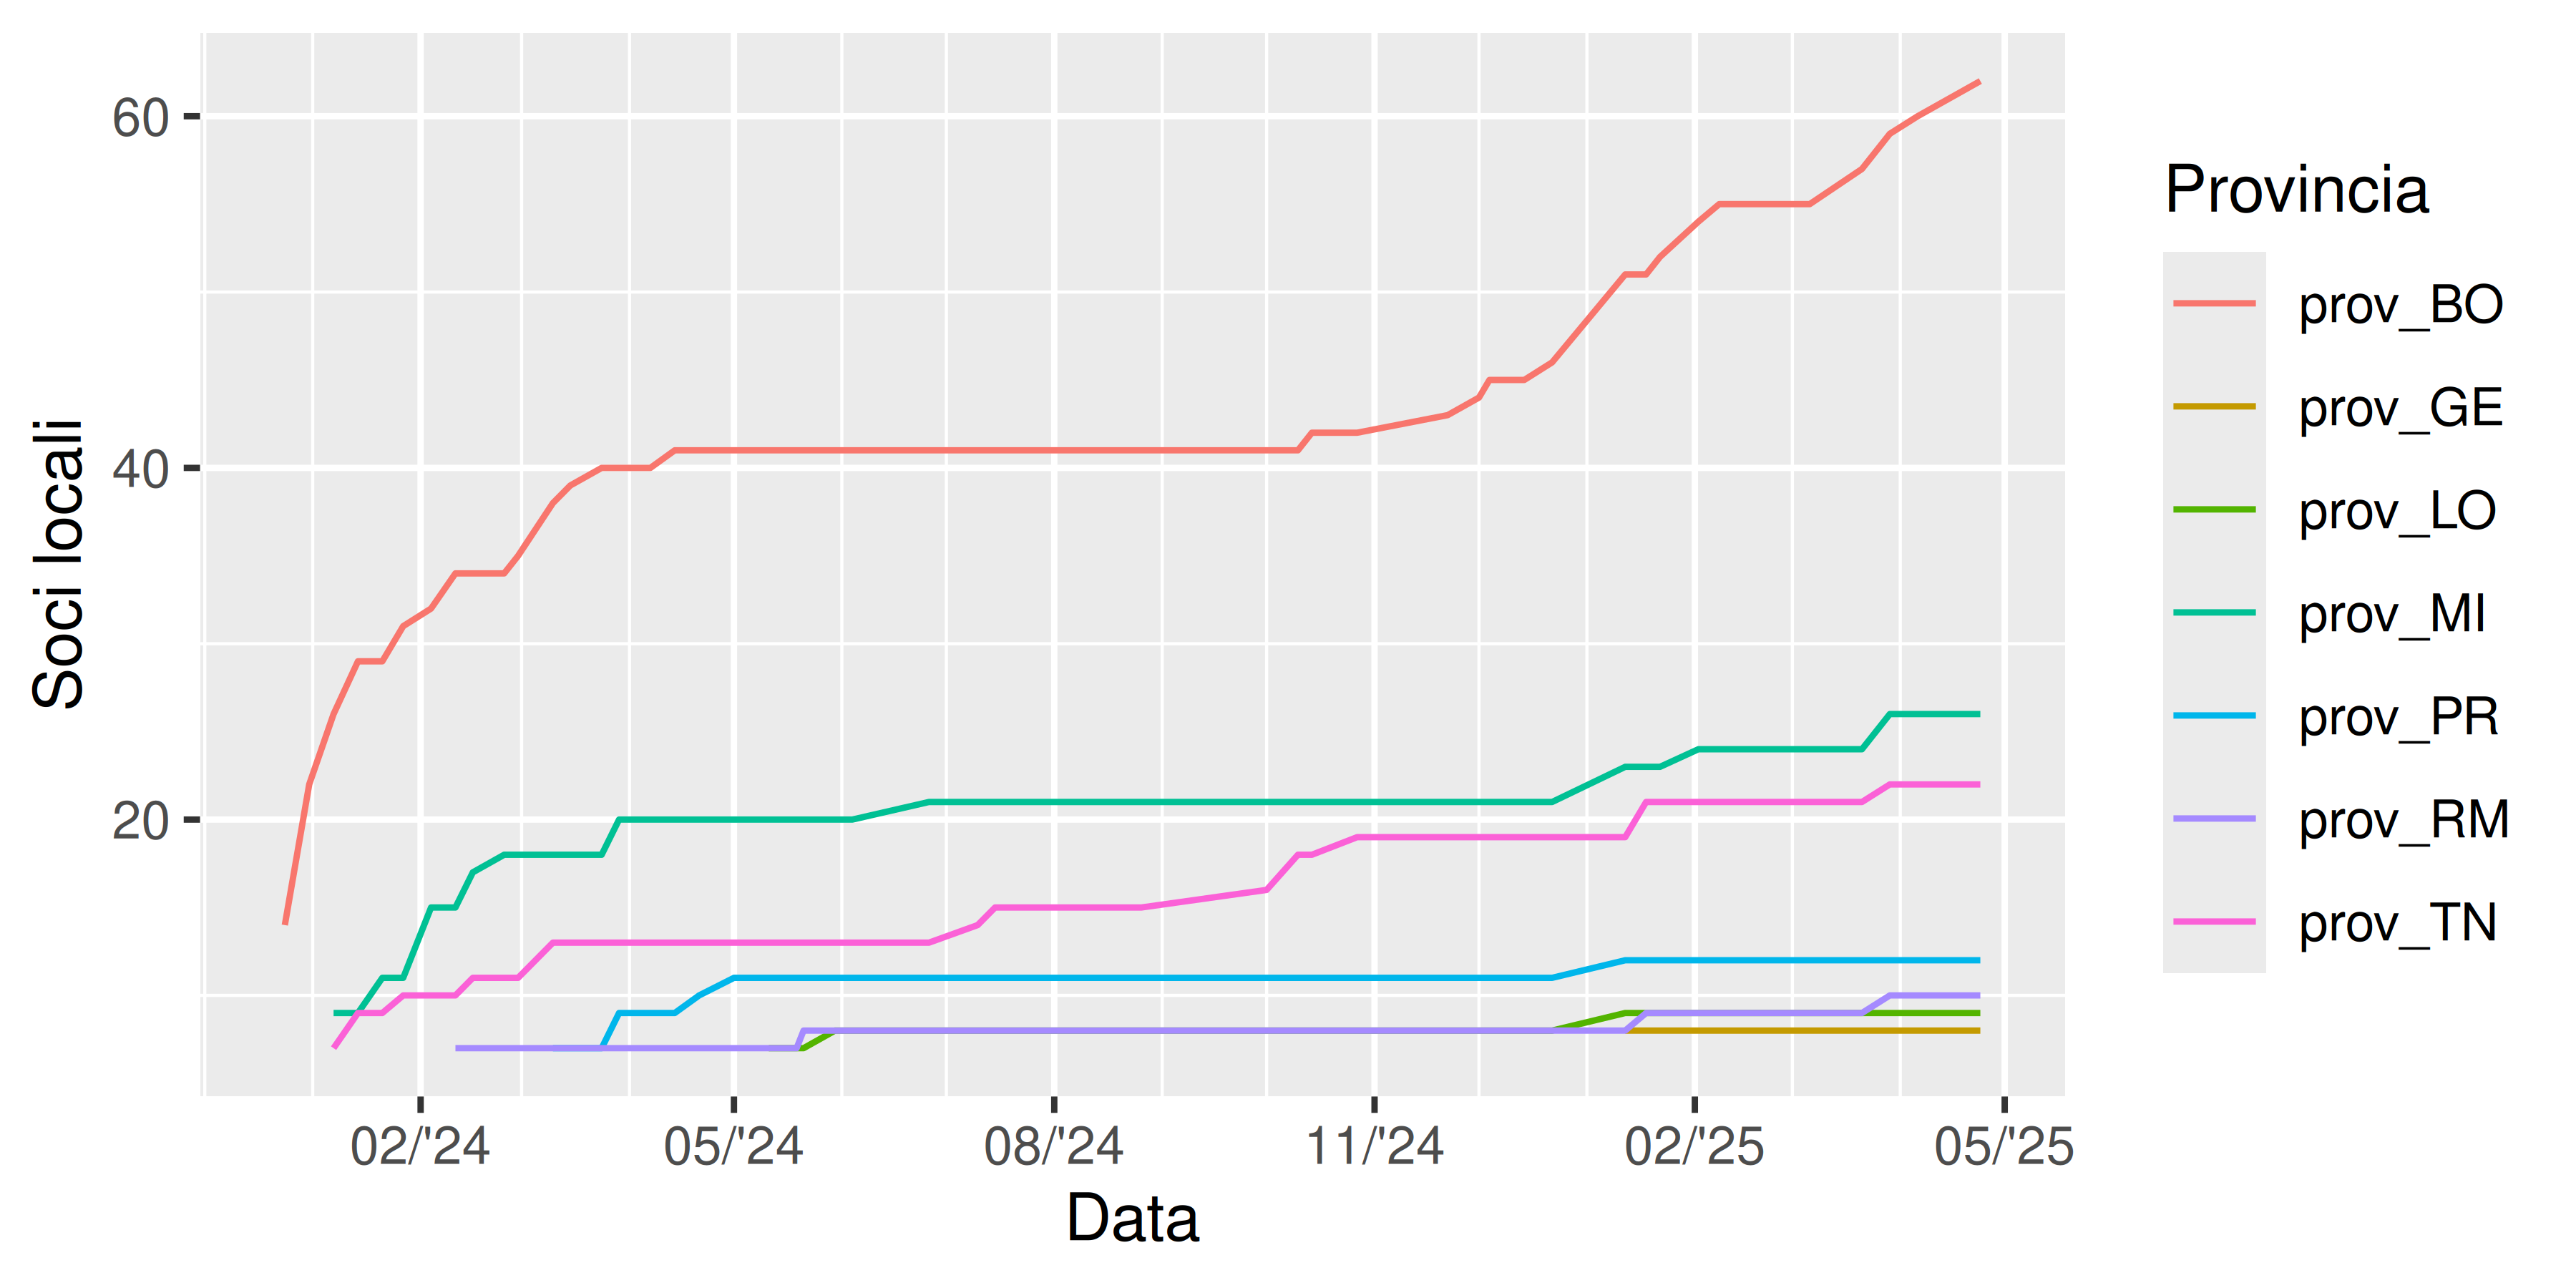 60
40
20
Soci locali
02/'24
05/'24
08/'24
11/'24
02/'25
05/'25
Data
Provincia
prov_BO
prov_GE
prov_LO
prov_MI
prov_PR
prov_RM
prov_TN